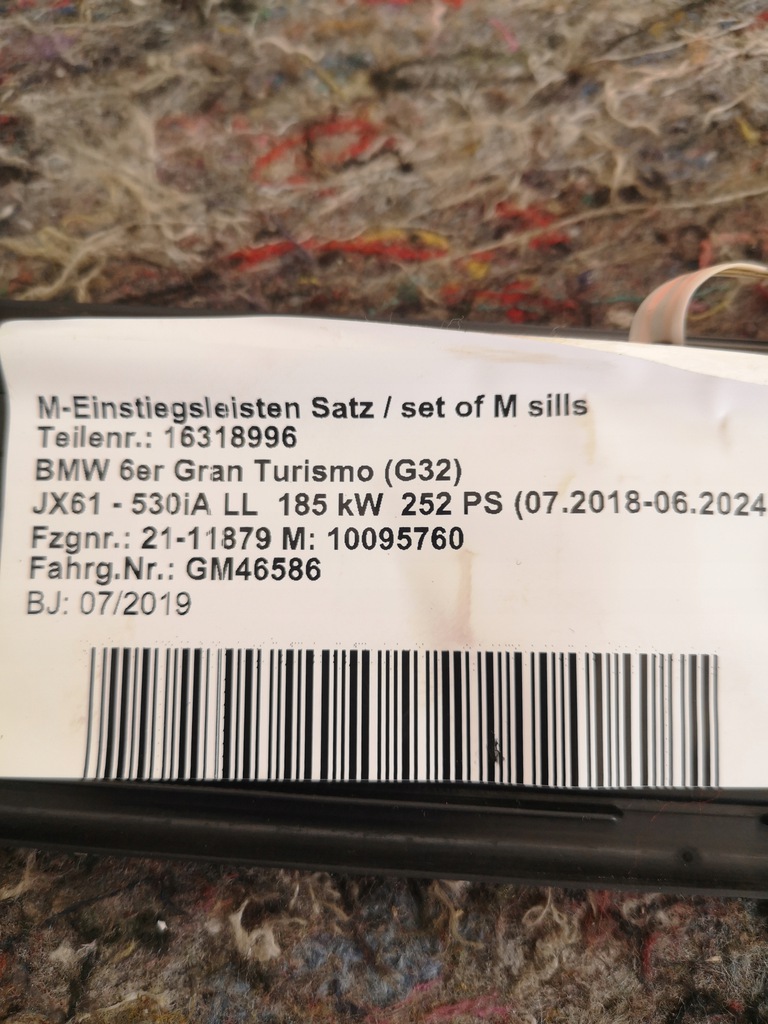 M-Einstiegsleisten Satz / set of M sills
Teilenr.: 16318996
BMW 6er Gran Turismo (G32)
JX61 - 530iA LL 185 kW 252 PS (07.2018-06.2024
Fzgnr.: 21-11879 M: 10095760
Fahrg.Nr.: GM46586
BJ: 07/2019